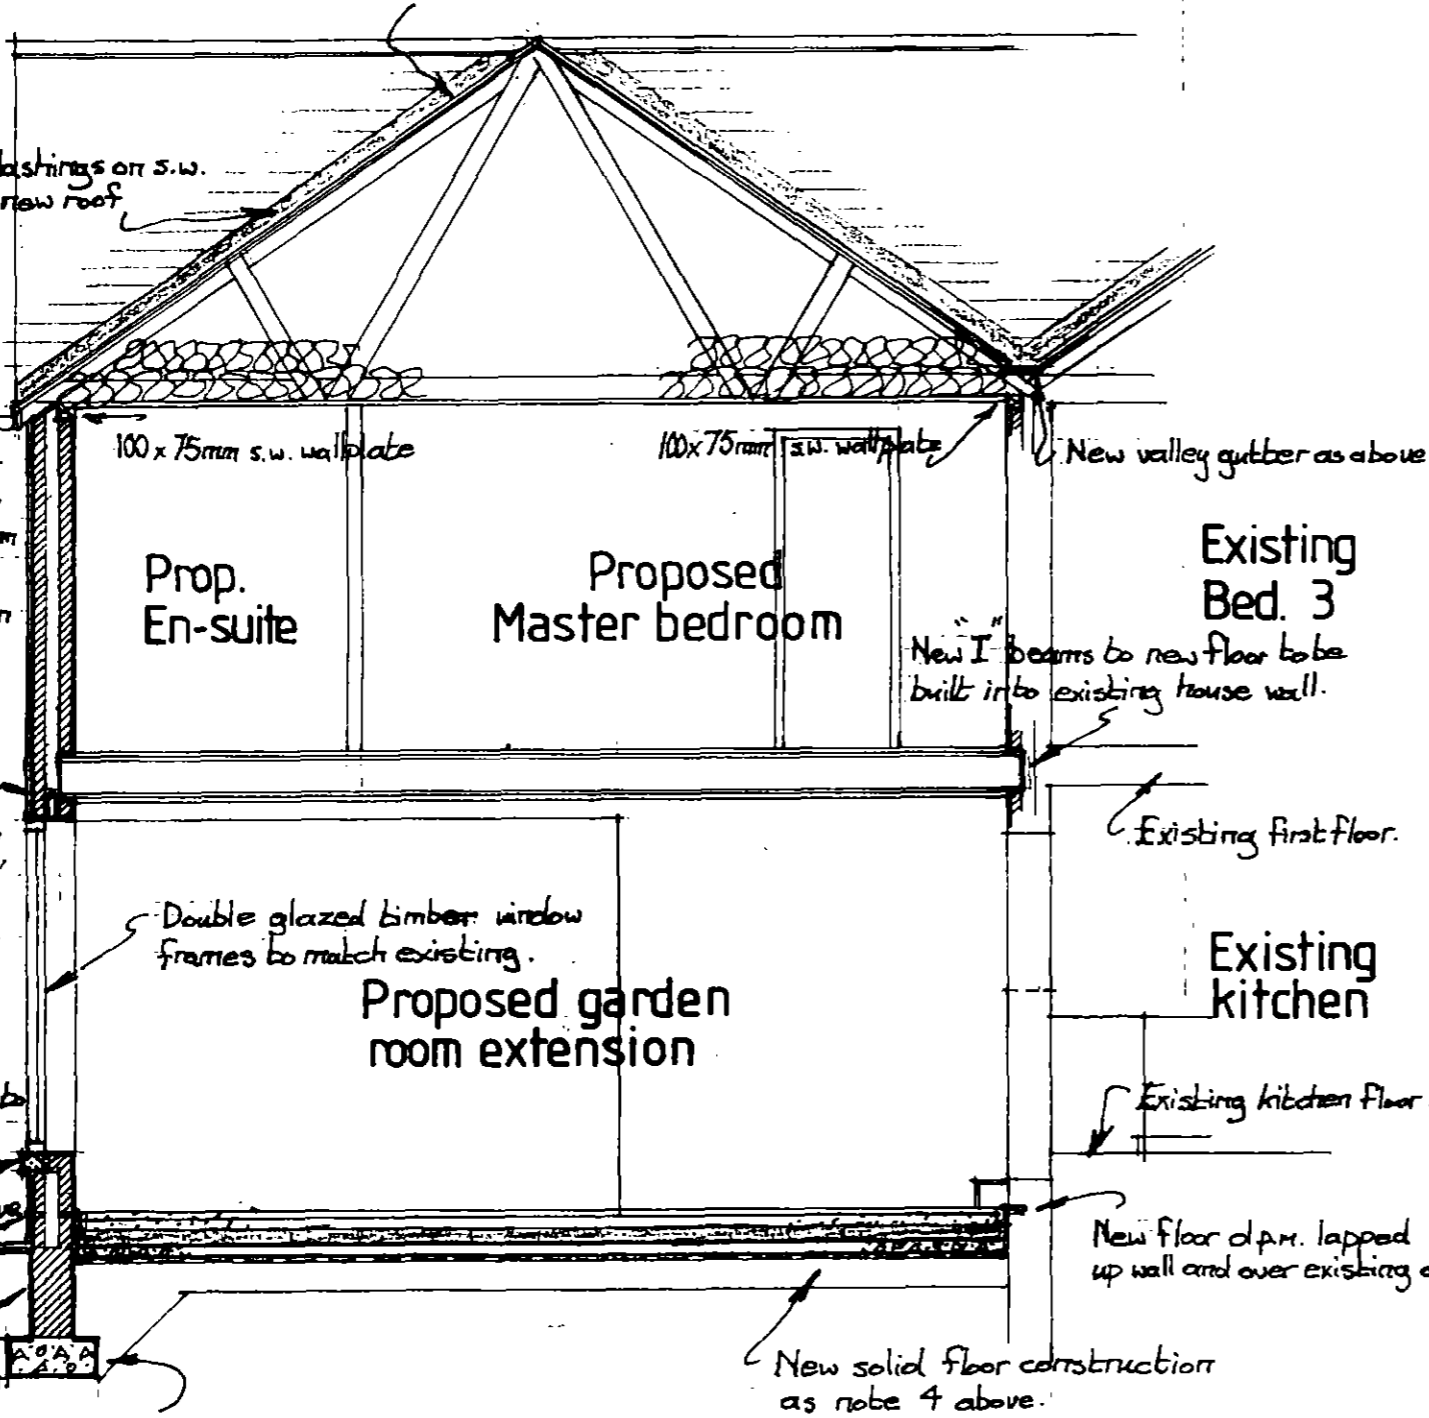 lashings on s.w.
new roof
100 x 75mm s.w. wallplate
100x75mm s.w. wallplate
New valley gutter as above
Prop.
En-suite
Proposed
Master bedroom
Existing
Bed. 3
New "I" beams to new floor to be
built into existing house wall.
Existing first floor.
Double glazed timber window
frames to match existing.
Proposed garden
room extension
Existing
kitchen
to
Existing kitchen floor
New floor d.p.m. lapped
up wall and over existing
New solid floor construction
as note 4 above.